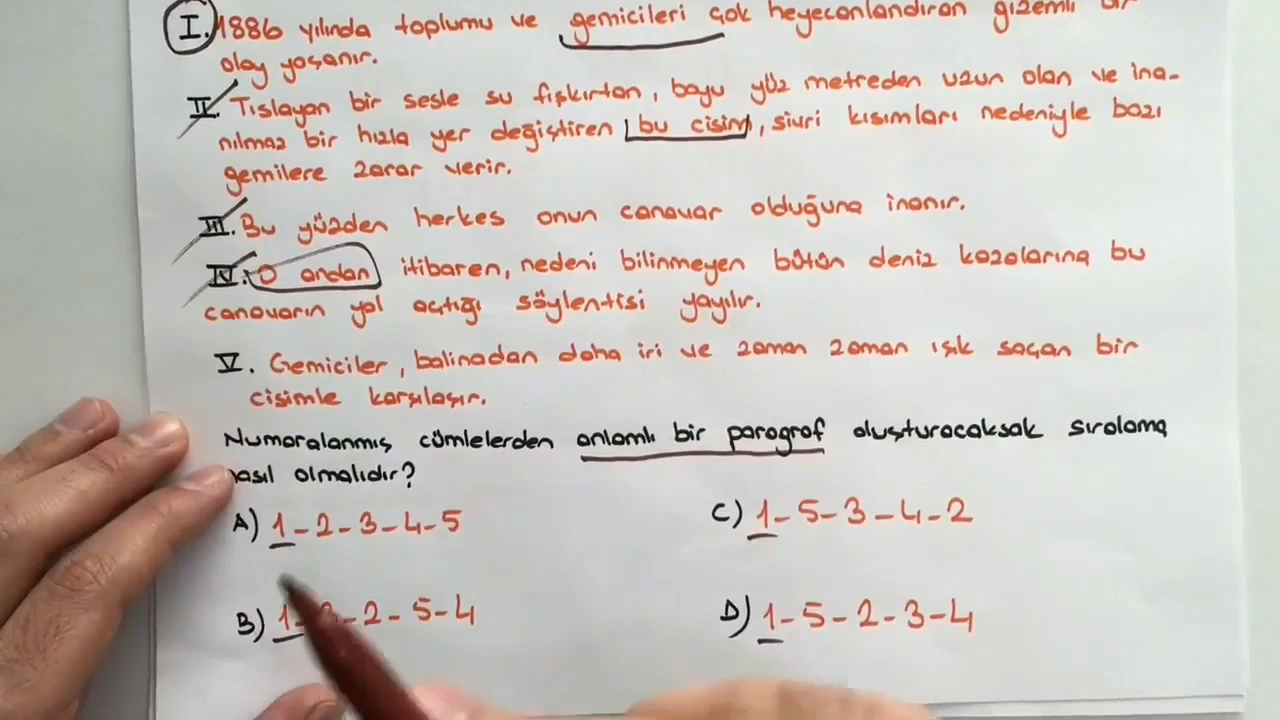 I. 1886 yılında toplumu ve gemicileri çok heyecanlandıran gizemli bir
olay yaşanır.
II. Tıslayan bir sesle su fışkırtan, boyu yüz metreden uzun olan ve ina-
nılmaz bir hızla yer değiştiren bu cisim, sivri kısımları nedeniyle bazı
gemilere zarar verir.
III. Bu yüzden herkes onun canavar olduğuna inanır.
IV. O andan itibaren, nedeni bilinmeyen bütün deniz kazalarına bu
canavarın yol açtığı söylentisi yayılır.
V. Gemiciler, balinadan daha iri ve zaman zaman ışık saçan bir
cisimle karşılaşır.
Numaralanmış cümlelerden anlamlı bir paragraf oluşturacaksak sıralama
nasıl olmalıdır?
A) 1-2-3-4-5
C) 1-5-3-4-2
B) 1- -2-5-4
D) 1-5-2-3-4